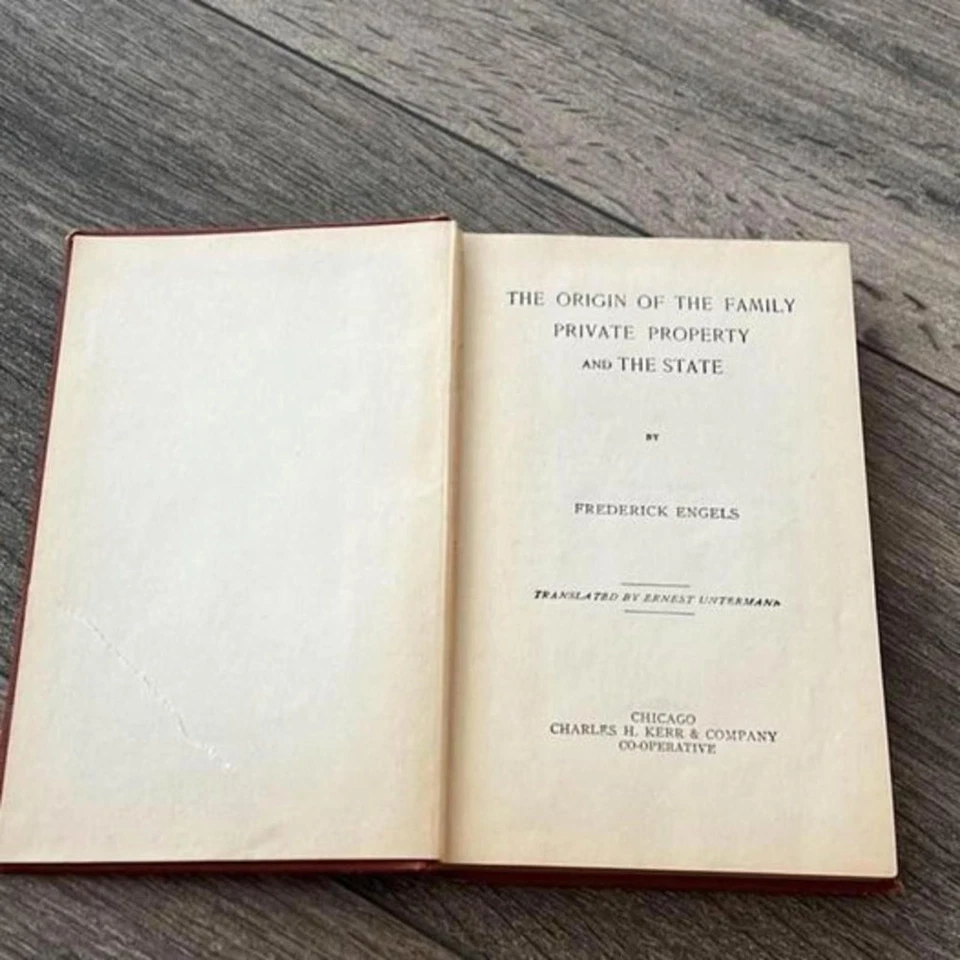 THE ORIGIN OF THE FAMILY
PRIVATE PROPERTY
AND THE STATE
BY
FREDERICK ENGELS
TRANSLATED BY ERNEST UNTERMANN
CHICAGO
CHARLES H. KERR & COMPANY
CO-OPERATIVE